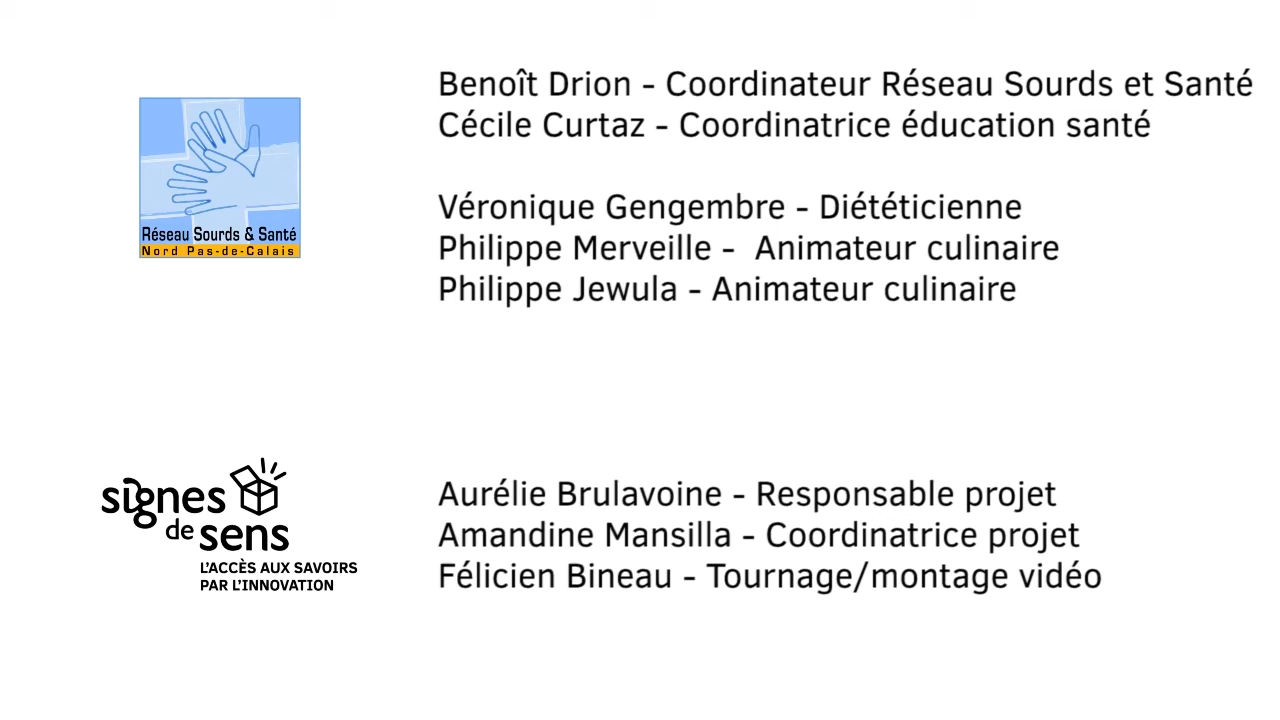 Benoît Drion - Coordinateur Réseau Sourds et Santé
Cécile Curtaz - Coordinatrice éducation santé
Véronique Gengembre - Diététicienne
Philippe Merveille -  Animateur culinaire
Philippe Jewula - Animateur culinaire
Réseau Sourds & Santé
Nord Pas-de-Calais
signes
de sens
L'ACCÈS AUX SAVOIRS
PAR L'INNOVATION
Aurélie Brulavoine - Responsable projet
Amandine Mansilla - Coordinatrice projet
Félicien Bineau - Tournage/montage vidéo